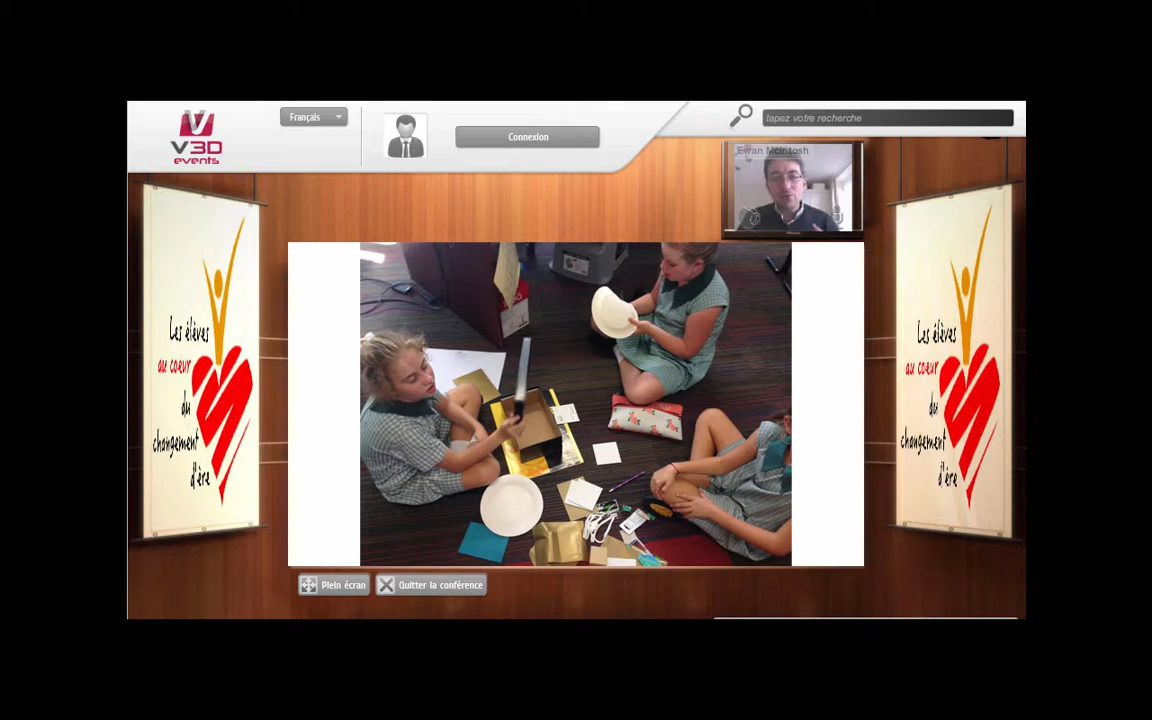 V3D
events
Français
Connexion
tapez votre recherche
Ewan McIntosh
Les élèves
au coeur
du
changement
d'ère
Les élèves
au coeur
du
changement
d'ère
Plein écran
Quitter la conférence